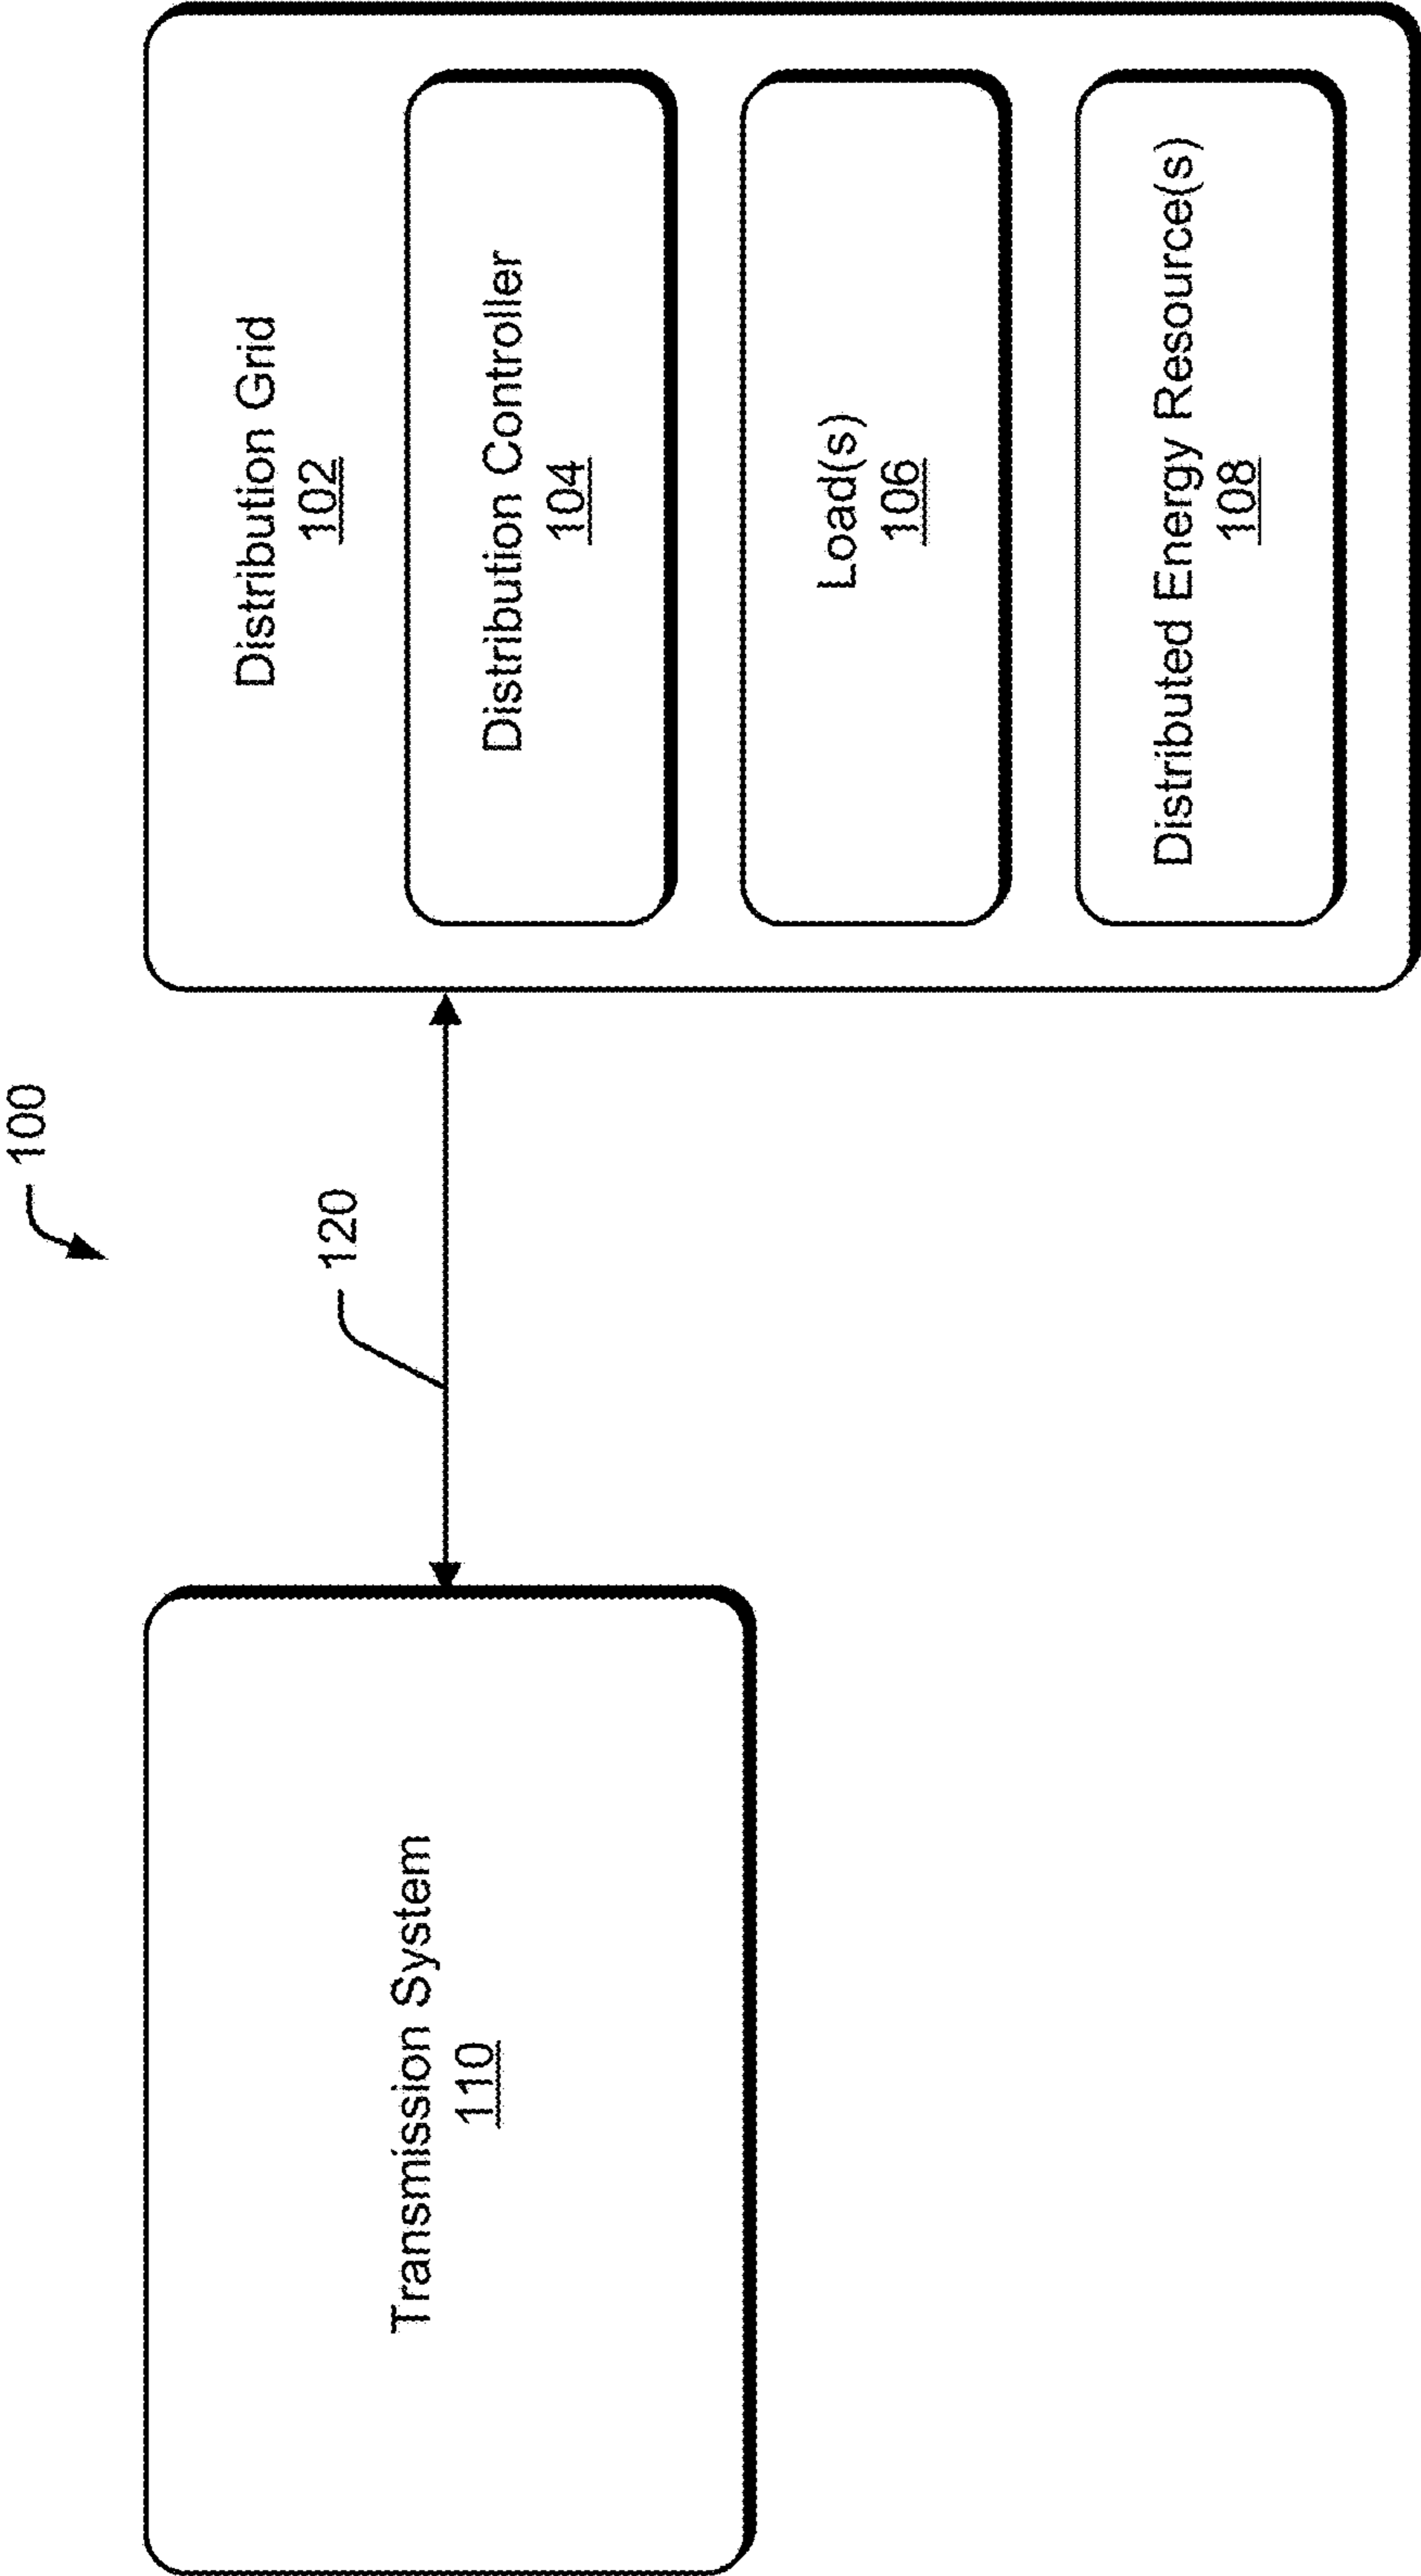 100
Transmission System
110
120
Distribution Grid
102
Distribution Controller
104
Load(s)
106
Distributed Energy Resource(s)
108